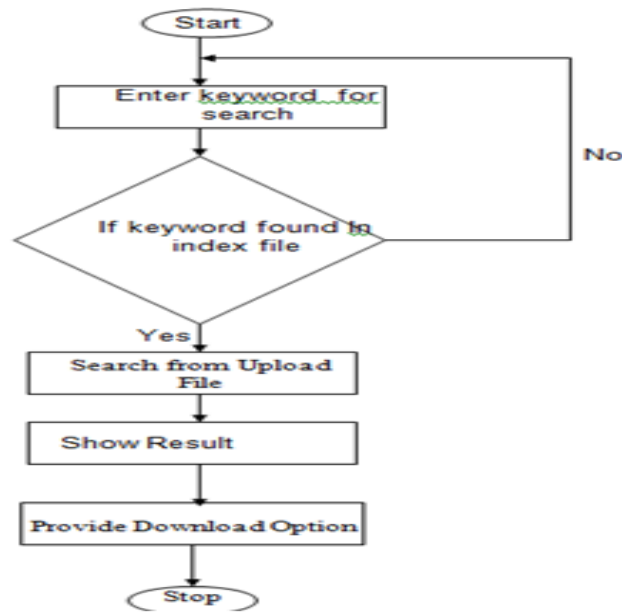 Start
Enter keyword for
search
No
If keyword found In
index file
Yes
Search from Upload
File
Show Result
Provide Download Option
Stop